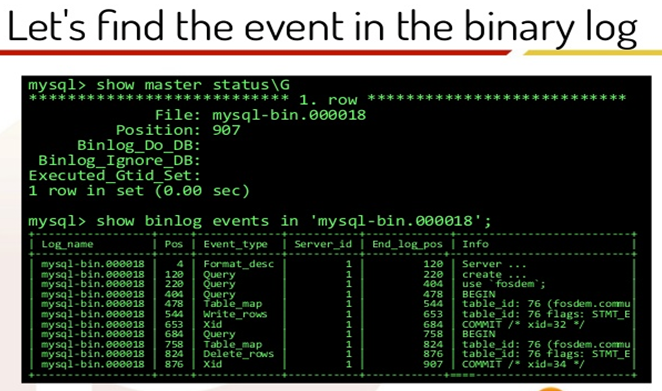 Let's find the event in the binary log
mysql> show master status\G
*************************** 1. row ***************************
File: mysql-bin.000018
Position: 907
Binlog_Do_DB:
Binlog_Ignore_DB:
Executed_Gtid_Set:
1 row in set (0.00 sec)
mysql> show binlog events in 'mysql-bin.000018';
| Log_name | Pos | Event_type | Server_id | End_log_pos | Info |
| mysql-bin.000018 | 4 | Format_desc | 1 | 120 | Server ...
| mysql-bin.000018 | 120 | Query | 1 | 220 | create ...
| mysql-bin.000018 | 220 | Query | 1 | 404 | use `fosdem`;
| mysql-bin.000018 | 404 | Query | 1 | 478 | BEGIN
| mysql-bin.000018 | 478 | Table_map | 1 | 544 | table_id: 76 (fosdem.commu
| mysql-bin.000018 | 544 | Write_rows | 1 | 653 | table_id: 76 flags: STMT_E
| mysql-bin.000018 | 653 | Xid | 1 | 684 | COMMIT /* xid=32 */
| mysql-bin.000018 | 684 | Query | 1 | 758 | BEGIN
| mysql-bin.000018 | 758 | Table_map | 1 | 824 | table_id: 76 (fosdem.commu
| mysql-bin.000018 | 824 | Delete_rows | 1 | 876 | table_id: 76 flags: STMT_E
| mysql-bin.000018 | 876 | Xid | 1 | 907 | COMMIT /* xid=34 */